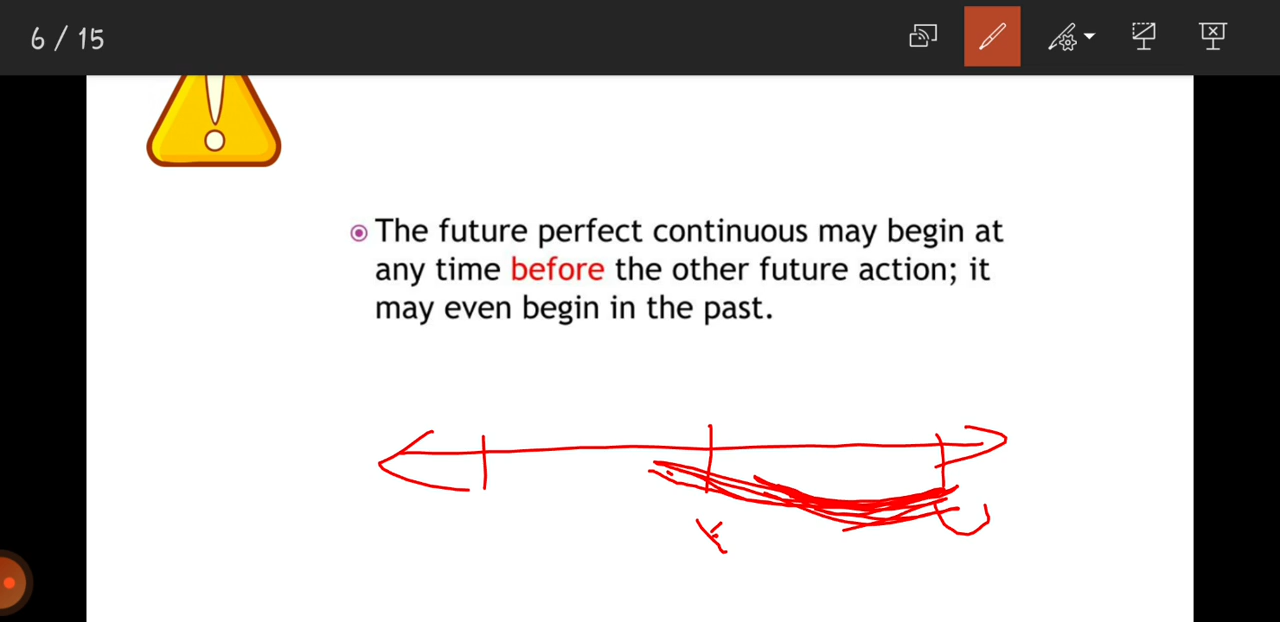 6 / 15
The future perfect continuous may begin at
any time before the other future action; it
may even begin in the past.